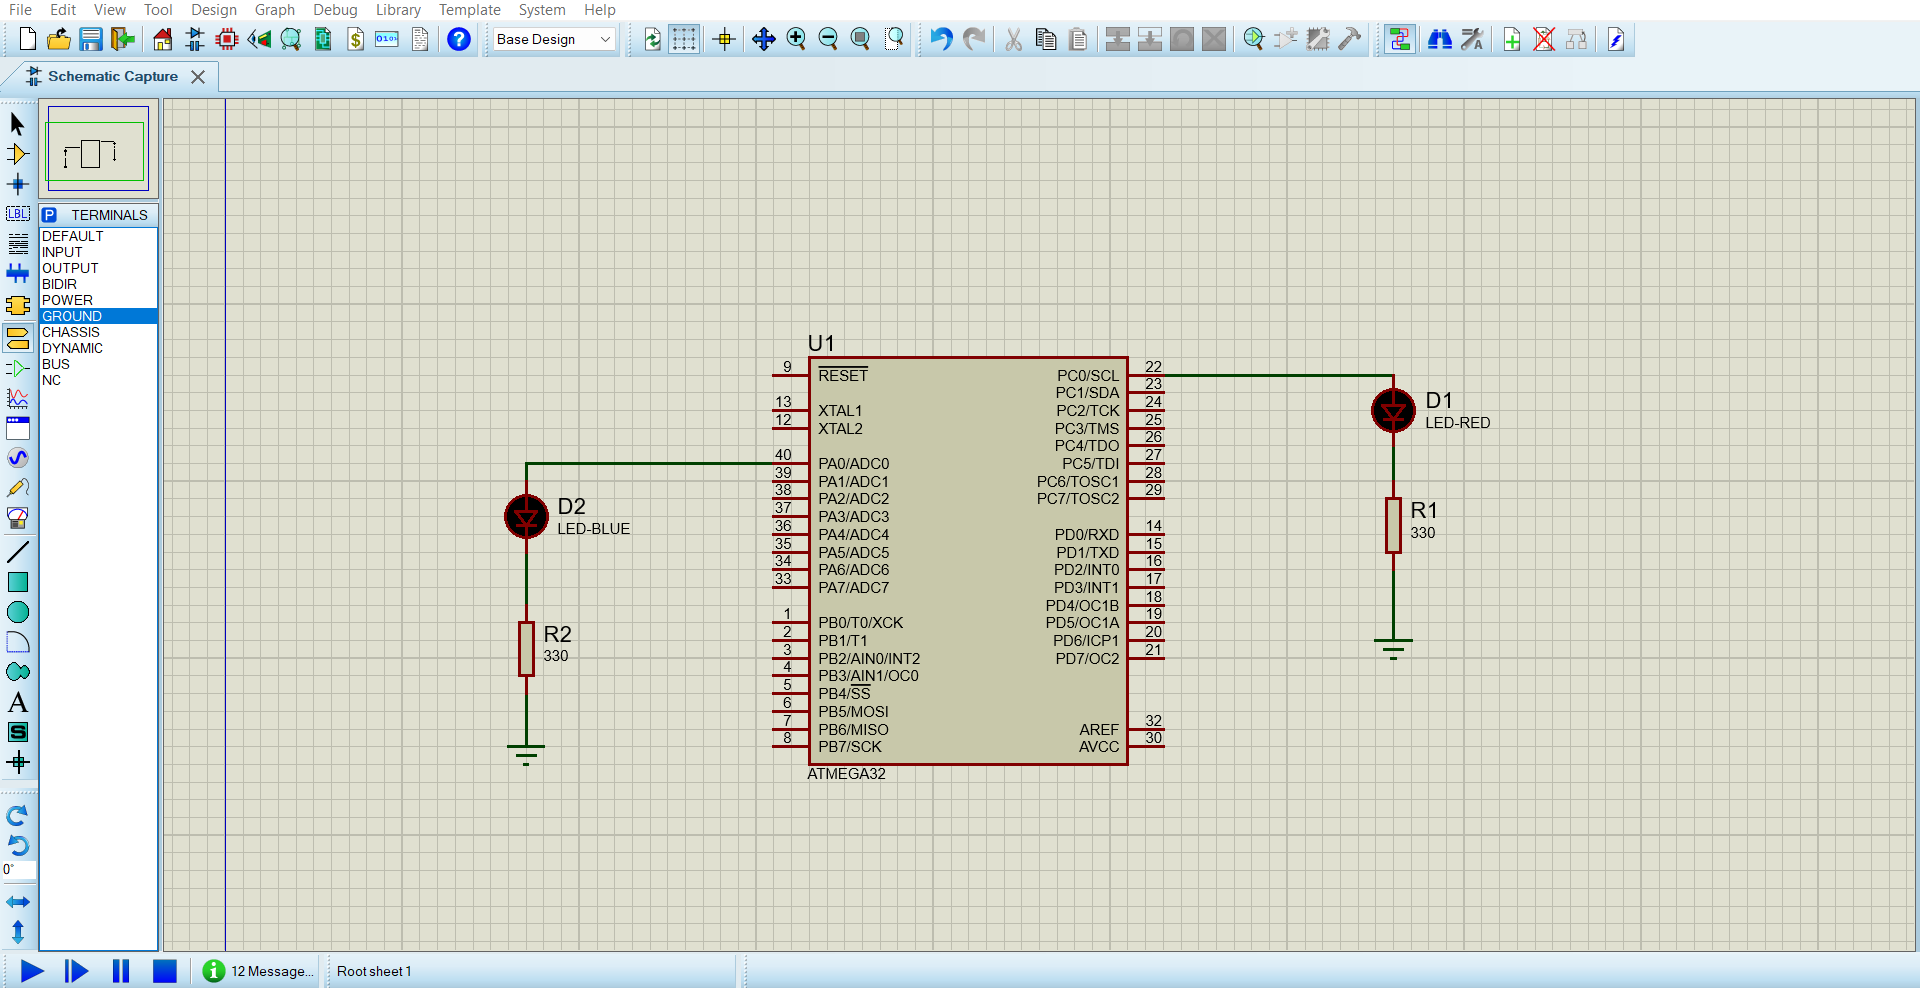 File Edit View Tool Design Graph Debug Library Template System Help
Base Design
Schematic Capture
LBL
P TERMINALS
DEFAULT
INPUT
OUTPUT
BIDIR
POWER
GROUND
CHASSIS
DYNAMIC
BUS
NC
A
S
0°
U1
9 RESET
13 XTAL1
12 XTAL2
40 PA0/ADC0
39 PA1/ADC1
38 PA2/ADC2
37 PA3/ADC3
36 PA4/ADC4
35 PA5/ADC5
34 PA6/ADC6
33 PA7/ADC7
1 PB0/T0/XCK
2 PB1/T1
3 PB2/AIN0/INT2
4 PB3/AIN1/OC0
5 PB4/SS
6 PB5/MOSI
7 PB6/MISO
8 PB7/SCK
PC0/SCL 22
PC1/SDA 23
PC2/TCK 24
PC3/TMS 25
PC4/TDO 26
PC5/TDI 27
PC6/TOSC1 28
PC7/TOSC2 29
PD0/RXD 14
PD1/TXD 15
PD2/INT0 16
PD3/INT1 17
PD4/OC1B 18
PD5/OC1A 19
PD6/ICP1 20
PD7/OC2 21
AREF 32
AVCC 30
ATMEGA32
D2
LED-BLUE
R2
330
D1
LED-RED
R1
330
12 Message...
Root sheet 1